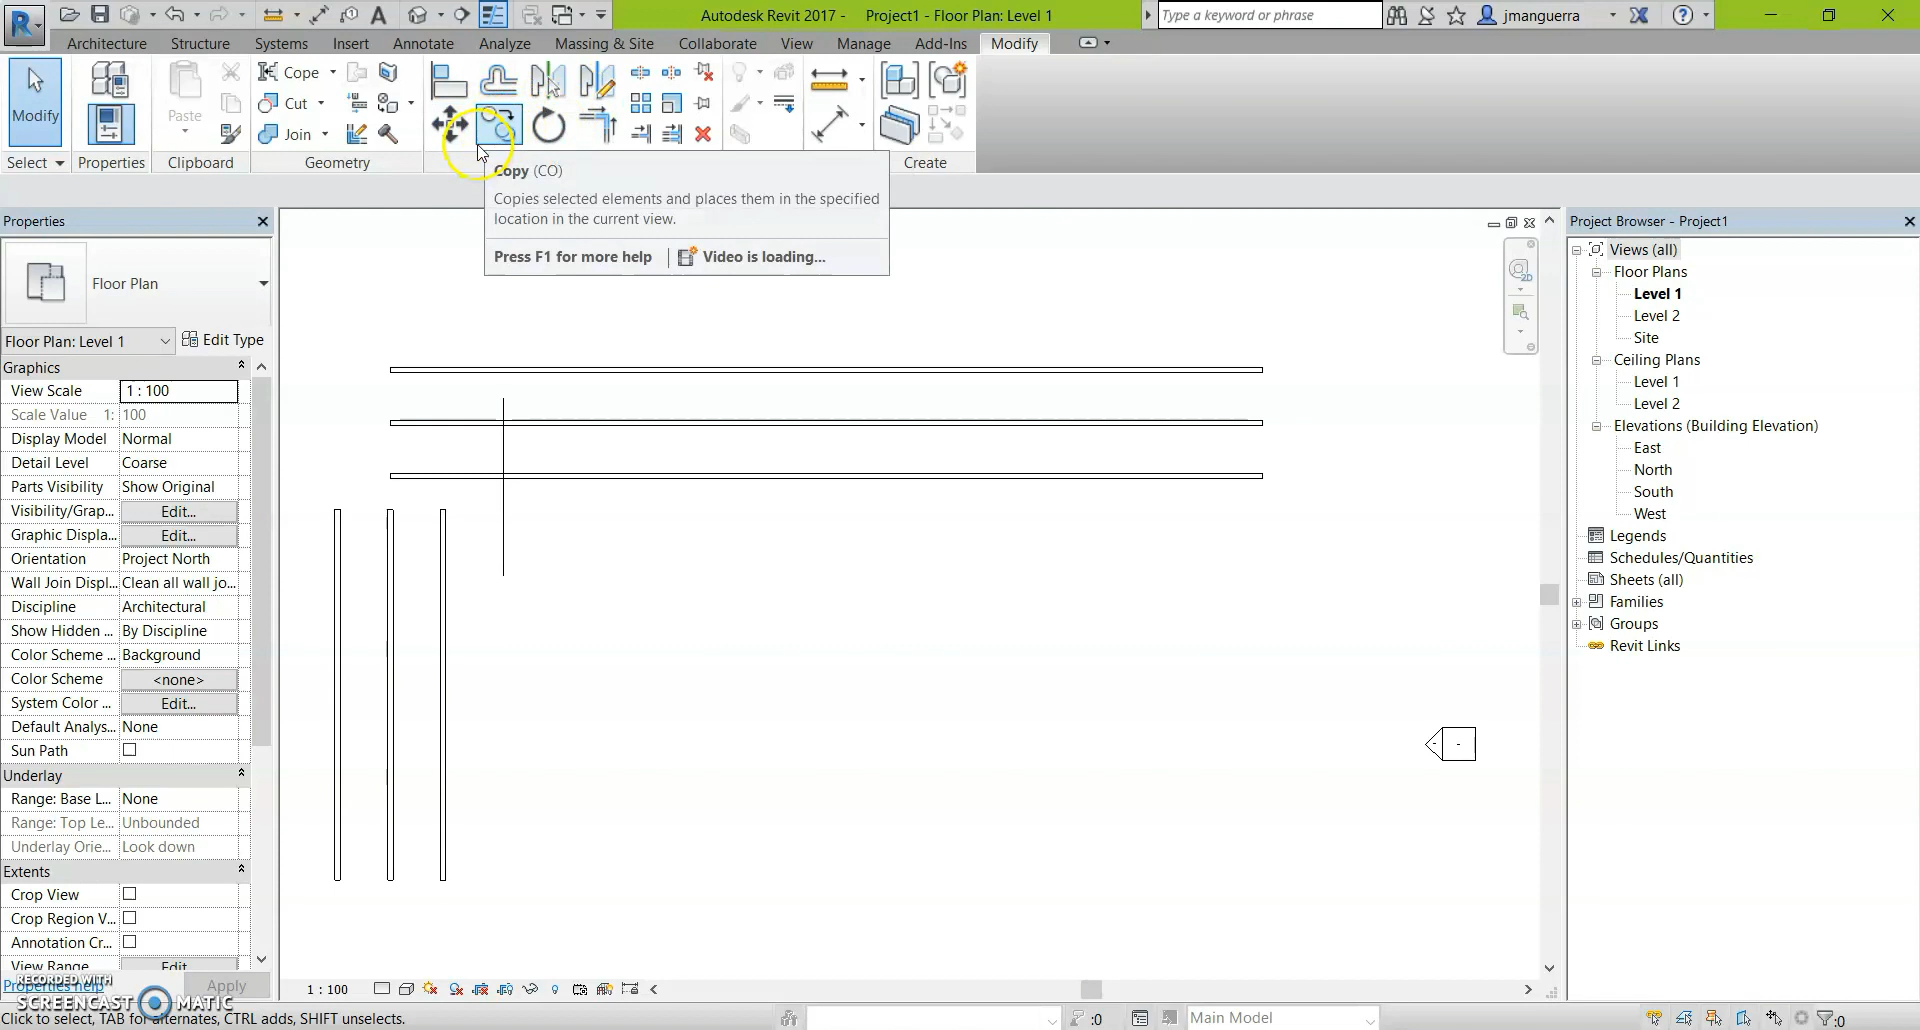 Autodesk Revit 2017 - Project1 - Floor Plan: Level 1
Type a keyword or phrase
jmanguerra
Architecture Structure Systems Insert Annotate Analyze Massing & Site Collaborate View Manage Add-Ins Modify
Modify
Paste
Cope
Cut
Join
Select Properties Clipboard Geometry Create
Copy (CO)
Copies selected elements and places them in the specified
location in the current view.
Press F1 for more help Video is loading...
Properties
Floor Plan
Floor Plan: Level 1 Edit Type
Graphics
View Scale 1 : 100
Scale Value 1: 100
Display Model Normal
Detail Level Coarse
Parts Visibility Show Original
Visibility/Grap... Edit...
Graphic Displa... Edit...
Orientation Project North
Wall Join Displ... Clean all wall jo...
Discipline Architectural
Show Hidden ... By Discipline
Color Scheme ... Background
Color Scheme <none>
System Color ... Edit...
Default Analys... None
Sun Path
Underlay
Range: Base L... None
Range: Top Le... Unbounded
Underlay Orie... Look down
Extents
Crop View
Crop Region V...
Annotation Cr...
View Range Edit...
Properties help Apply
RECORDED WITH
SCREENCAST MATIC
Click to select, TAB for alternates, CTRL adds, SHIFT unselects.
1 : 100
:0
Main Model
:0
2D
Project Browser - Project1
Views (all)
Floor Plans
Level 1
Level 2
Site
Ceiling Plans
Level 1
Level 2
Elevations (Building Elevation)
East
North
South
West
Legends
Schedules/Quantities
Sheets (all)
Families
Groups
Revit Links